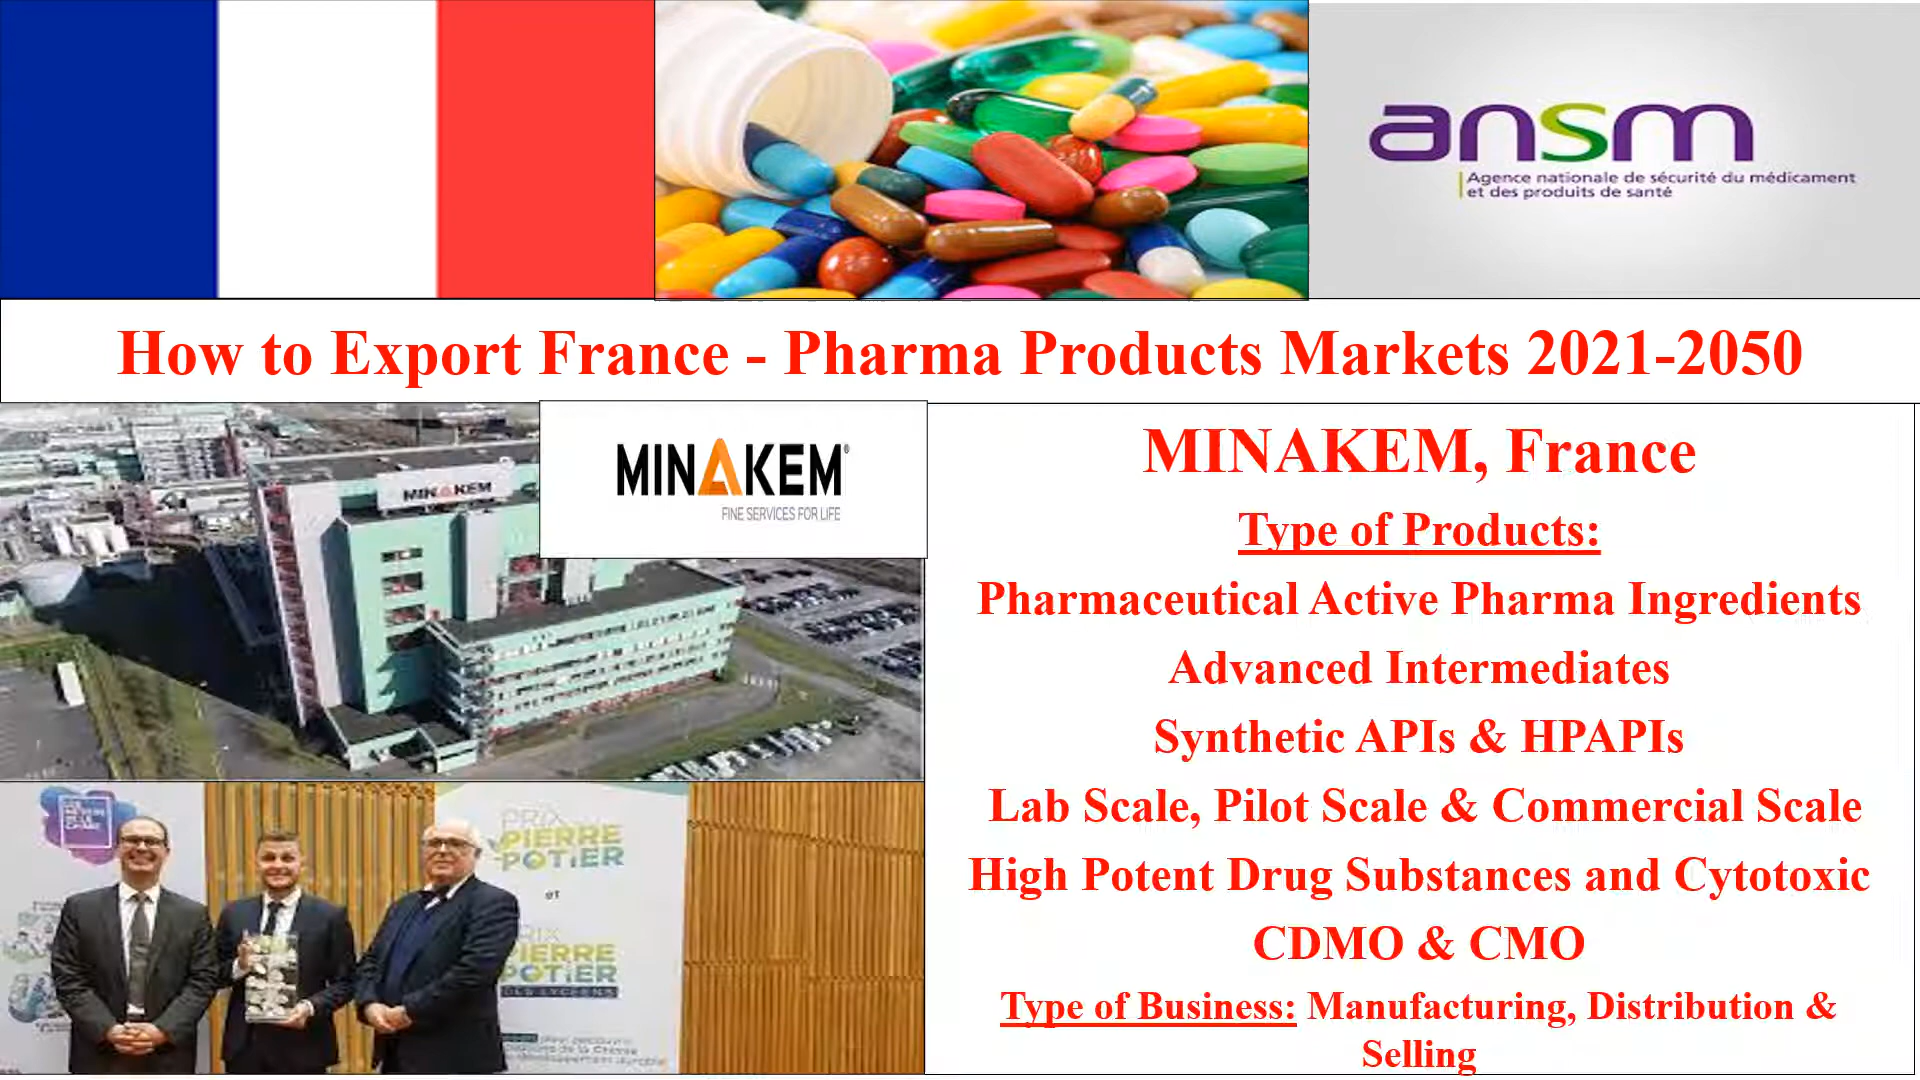 ansm
Agence nationale de sécurité du médicament
et des produits de santé
How to Export France - Pharma Products Markets 2021-2050
MINAKEM
MINAKEM®
FINE SERVICES FOR LIFE
MINAKEM, France
Type of Products:
Pharmaceutical Active Pharma Ingredients
Advanced Intermediates
Synthetic APIs & HPAPIs
Lab Scale, Pilot Scale & Commercial Scale
High Potent Drug Substances and Cytotoxic
CDMO & CMO
Type of Business: Manufacturing, Distribution &
Selling
PRIX
PIERRE
POTIER
et
PRIX
PIERRE
POTIER
DES LYCÉENS